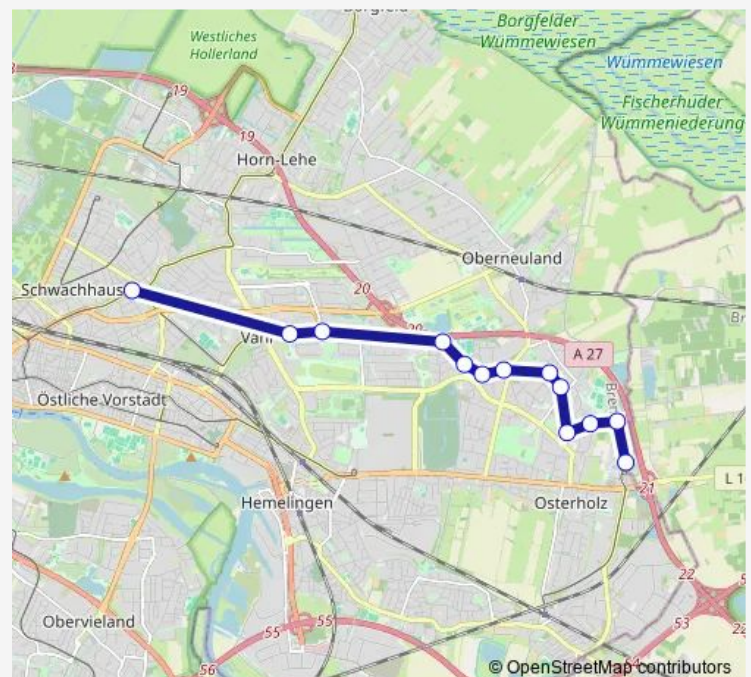 Borgfeld
Borgfelder
Wümmewiesen
Westliches
Hollerland
Wümmewiesen
Fischerhuder
Wümmeniederung
19
19
Horn-Lehe
Oberneuland
20
Schwachhaus
20
A 27
Östliche Vorstadt
L 1
21
Hemelingen
Osterholz
22
Obervieland
55
55
53
56
© OpenStreetMap contributors